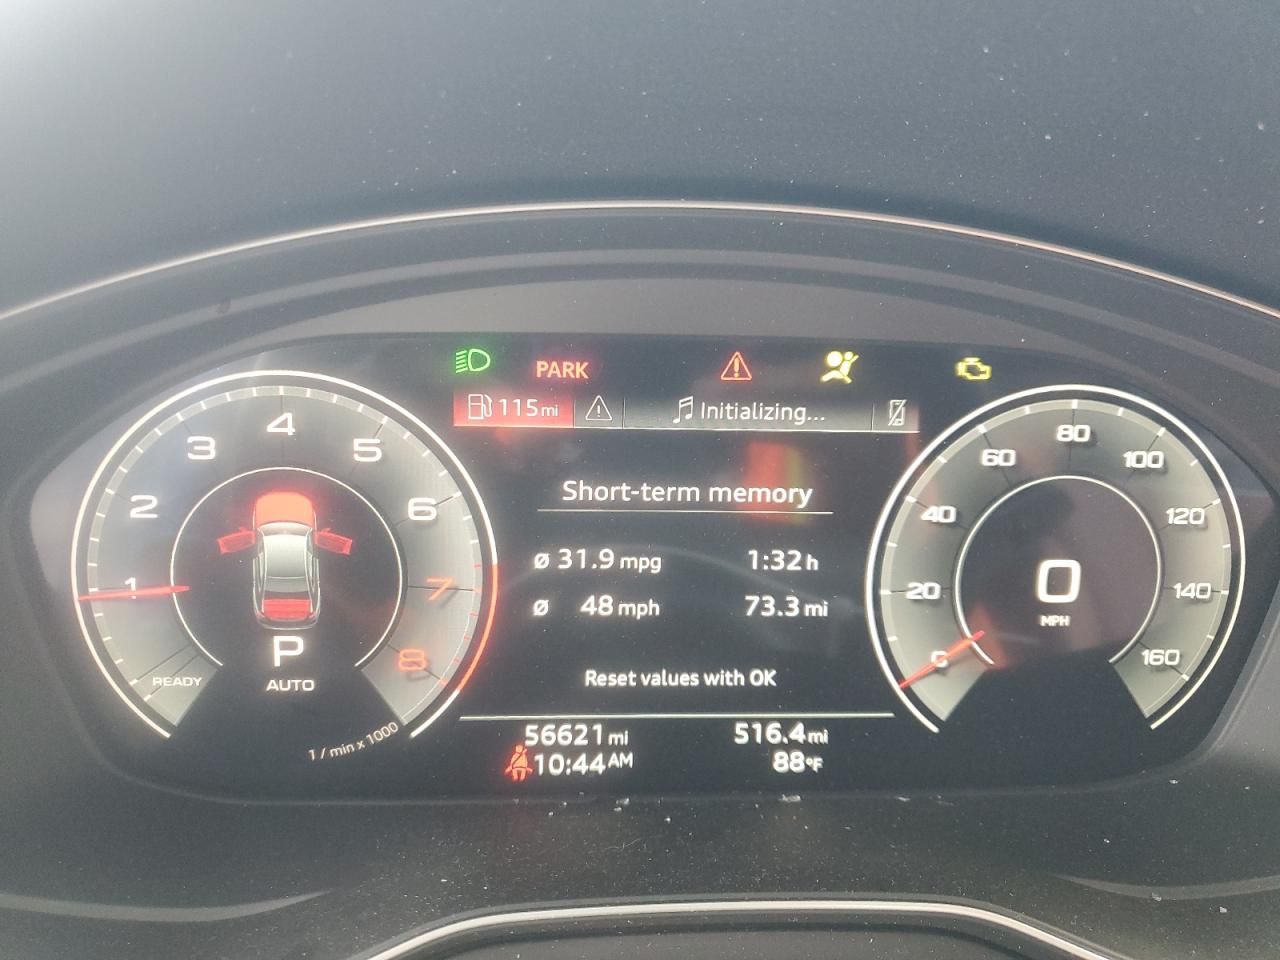 PARK
115 mi
Initializing...
1
2
3
4
5
6
7
8
READY
P
AUTO
1 / min x 1000
Short-term memory
ø 31.9 mpg 1:32 h
ø 48 mph 73.3 mi
Reset values with OK
56621 mi 516.4 mi
10:44 AM 88°F
0
20
40
60
80
100
120
140
160
0
MPH